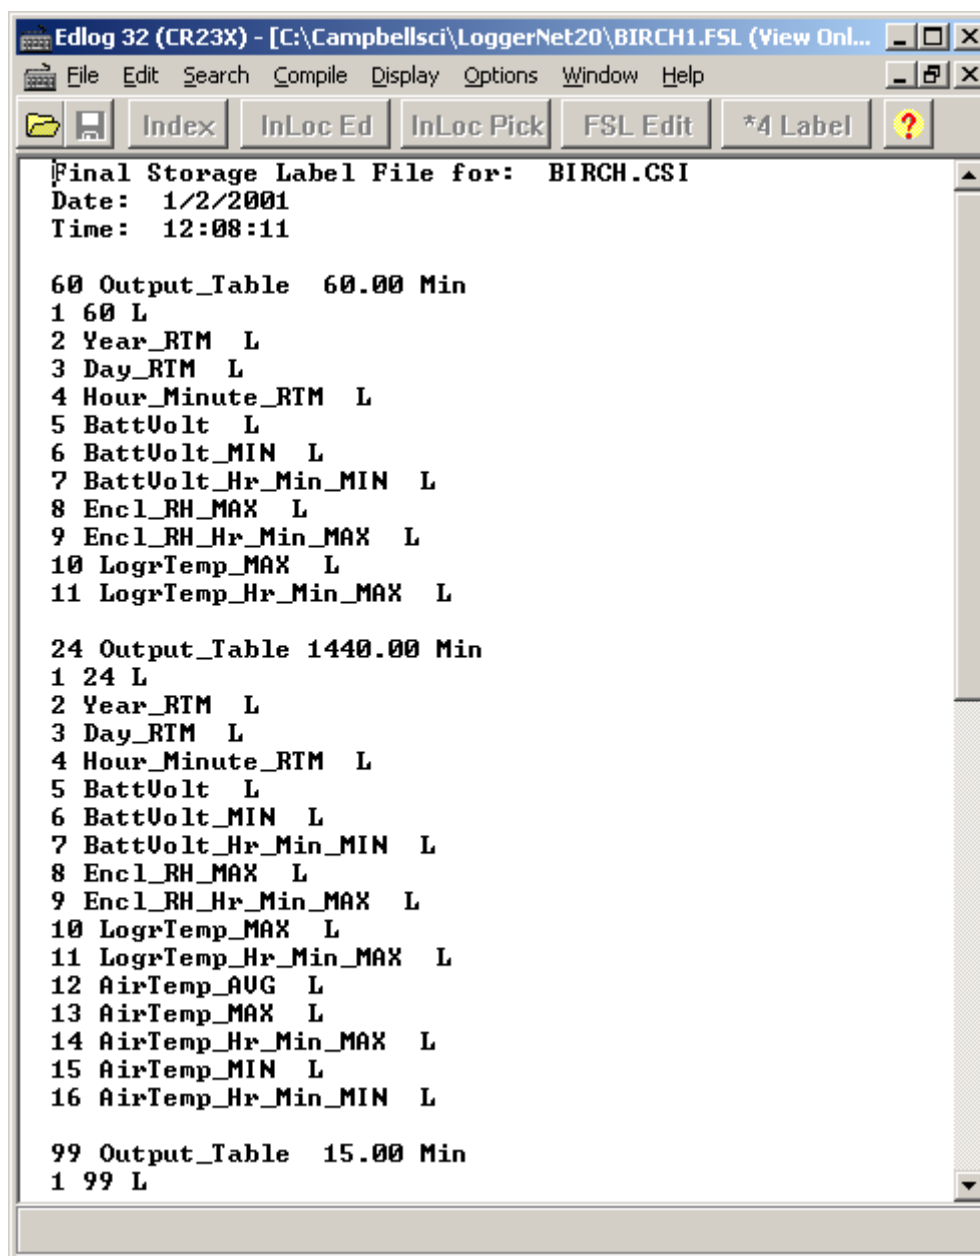 Edlog 32 (CR23X) - [C:\Campbellsci\LoggerNet20\BIRCH1.FSL (View Onl...
File Edit Search Compile Display Options Window Help
Index InLoc Ed InLoc Pick FSL Edit *4 Label ?
Final Storage Label File for:  BIRCH.CSI
Date:  1/2/2001
Time:  12:08:11

60 Output_Table  60.00 Min
1 60 L
2 Year_RTM  L
3 Day_RTM  L
4 Hour_Minute_RTM  L
5 BattVolt  L
6 BattVolt_MIN  L
7 BattVolt_Hr_Min_MIN  L
8 Encl_RH_MAX  L
9 Encl_RH_Hr_Min_MAX  L
10 LogrTemp_MAX  L
11 LogrTemp_Hr_Min_MAX  L

24 Output_Table 1440.00 Min
1 24 L
2 Year_RTM  L
3 Day_RTM  L
4 Hour_Minute_RTM  L
5 BattVolt  L
6 BattVolt_MIN  L
7 BattVolt_Hr_Min_MIN  L
8 Encl_RH_MAX  L
9 Encl_RH_Hr_Min_MAX  L
10 LogrTemp_MAX  L
11 LogrTemp_Hr_Min_MAX  L
12 AirTemp_AVG  L
13 AirTemp_MAX  L
14 AirTemp_Hr_Min_MAX  L
15 AirTemp_MIN  L
16 AirTemp_Hr_Min_MIN  L

99 Output_Table  15.00 Min
1 99 L